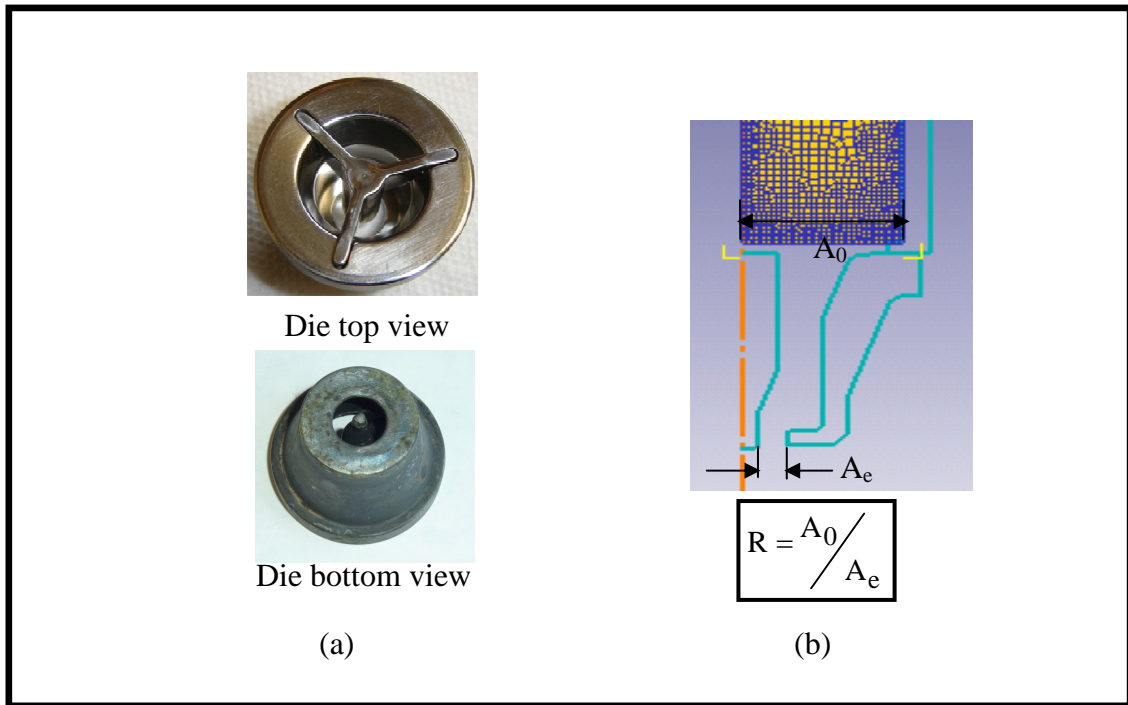 Die top view
Die bottom view
(a)
A0
Ae
R = A0/Ae
(b)